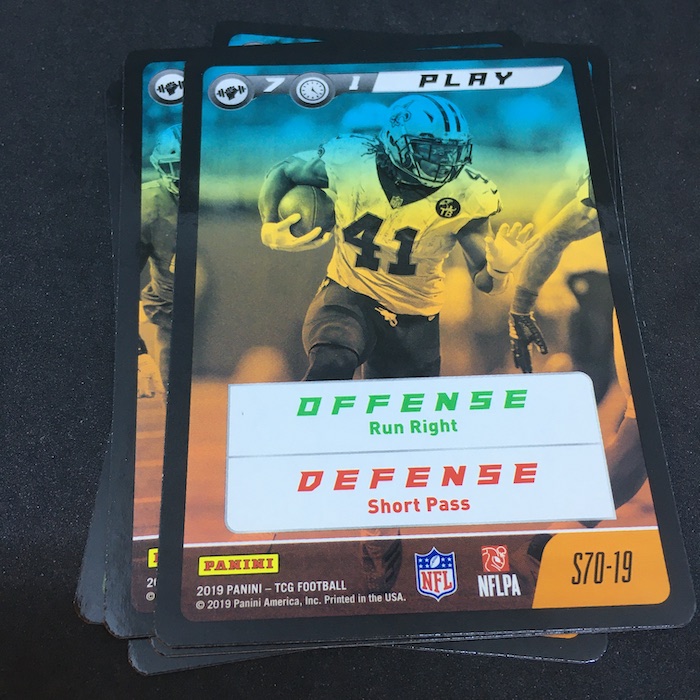 7 1 PLAY
41
TB
OFFENSE
Run Right
DEFENSE
Short Pass
PANINI
2019 PANINI – TCG FOOTBALL
© 2019 Panini America, Inc. Printed in the USA.
NFL
NFLPA
S70-19